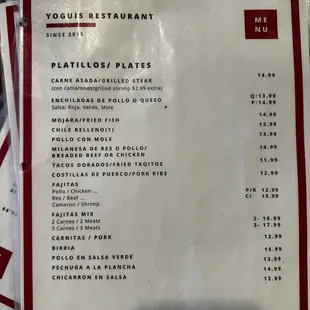 YOGUIS RESTAURANT
SINCE 2015
ME
NU
PLATILLOS/ PLATES
CARNE ASADA/GRILLED STEAK 14.99
(con camarones/grilled shrimp $2.99 extra)
ENCHILADAS DE POLLO O QUESO Q:13.99
Salsa: Roja, Verde, Mole P:14.99
MOJARA/FRIED FISH 14.99
CHILE RELLENO(1) 13.99
POLLO CON MOLE 13.99
MILANESA DE RES O POLLO/ 14.99
BREADED BEEF OR CHICKEN
TACOS DORADOS/FRIED TAQITOS 11.99
COSTILLAS DE PUERCO/PORK RIBS 12.99
FAJITAS
Pollo / Chicken ... P/R 12.99
Res / Beef ... C/ 15.99
Cameron / Shrimp
FAJITAS MIX
2 Carnes / 2 Meats 2- 16.99
3 Carnes / 3 Meats 3- 17.99
CARNITAS / PORK 12.99
BIRRIA 15.99
POLLO EN SALSA VERDE 13.99
PECHUGA A LA PLANCHA 14.99
CHICARRON EN SALSA 12.99